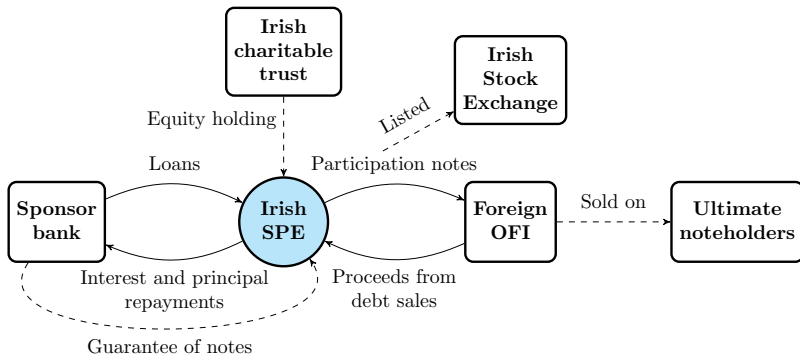 Irish
charitable
trust
Irish
Stock
Exchange
Equity holding
Listed
Loans
Participation notes
Sponsor
bank
Irish
SPE
Foreign
OFI
Sold on
Ultimate
noteholders
Interest and principal
repayments
Proceeds from
debt sales
Guarantee of notes